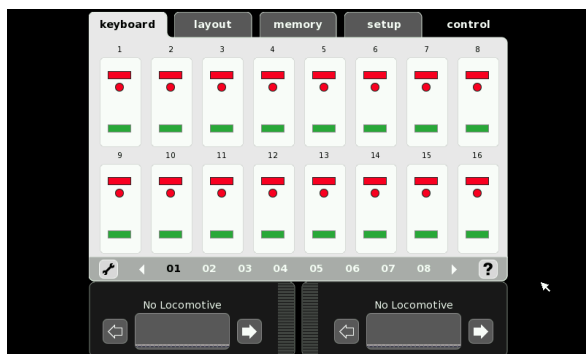 keyboard layout memory setup control
1 2 3 4 5 6 7 8
9 10 11 12 13 14 15 16
01 02 03 04 05 06 07 08 ?
No Locomotive No Locomotive